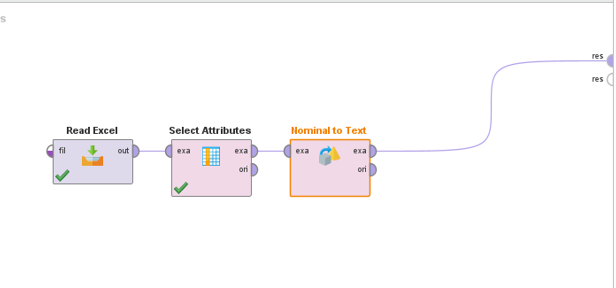 s
res
res
Read Excel
Select Attributes
Nominal to Text
fil
out
exa
exa
ori
exa
exa
ori